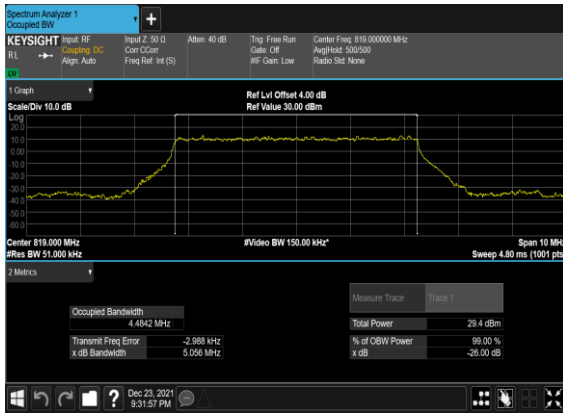 Spectrum Analyzer 1
Occupied BW
KEYSIGHT Input: RF Input Z: 50 Ω Atten: 40 dB Trig: Free Run Center Freq: 819.000000 MHz
RL Coupling: DC Corr CCorr Gate: Off Avg|Hold: 500/500
Align: Auto Freq Ref: Int (S) #IF Gain: Low Radio Std: None
1 Graph
Ref Lvl Offset 4.00 dB
Scale/Div 10.0 dB Ref Value 30.00 dBm
Log
20.0
10.0
0.00
-10.0
-20.0
-30.0
-40.0
-50.0
-60.0
Center 819.000 MHz #Video BW 150.00 kHz* Span 10 MHz
#Res BW 51.000 kHz Sweep 4.80 ms (1001 pts
2 Metrics
Measure Trace Trace 1
Occupied Bandwidth
4.4842 MHz
Total Power 29.4 dBm
Transmit Freq Error -2.988 kHz % of OBW Power 99.00 %
x dB Bandwidth 5.056 MHz x dB -26.00 dB
Dec 23, 2021
9:31:57 PM